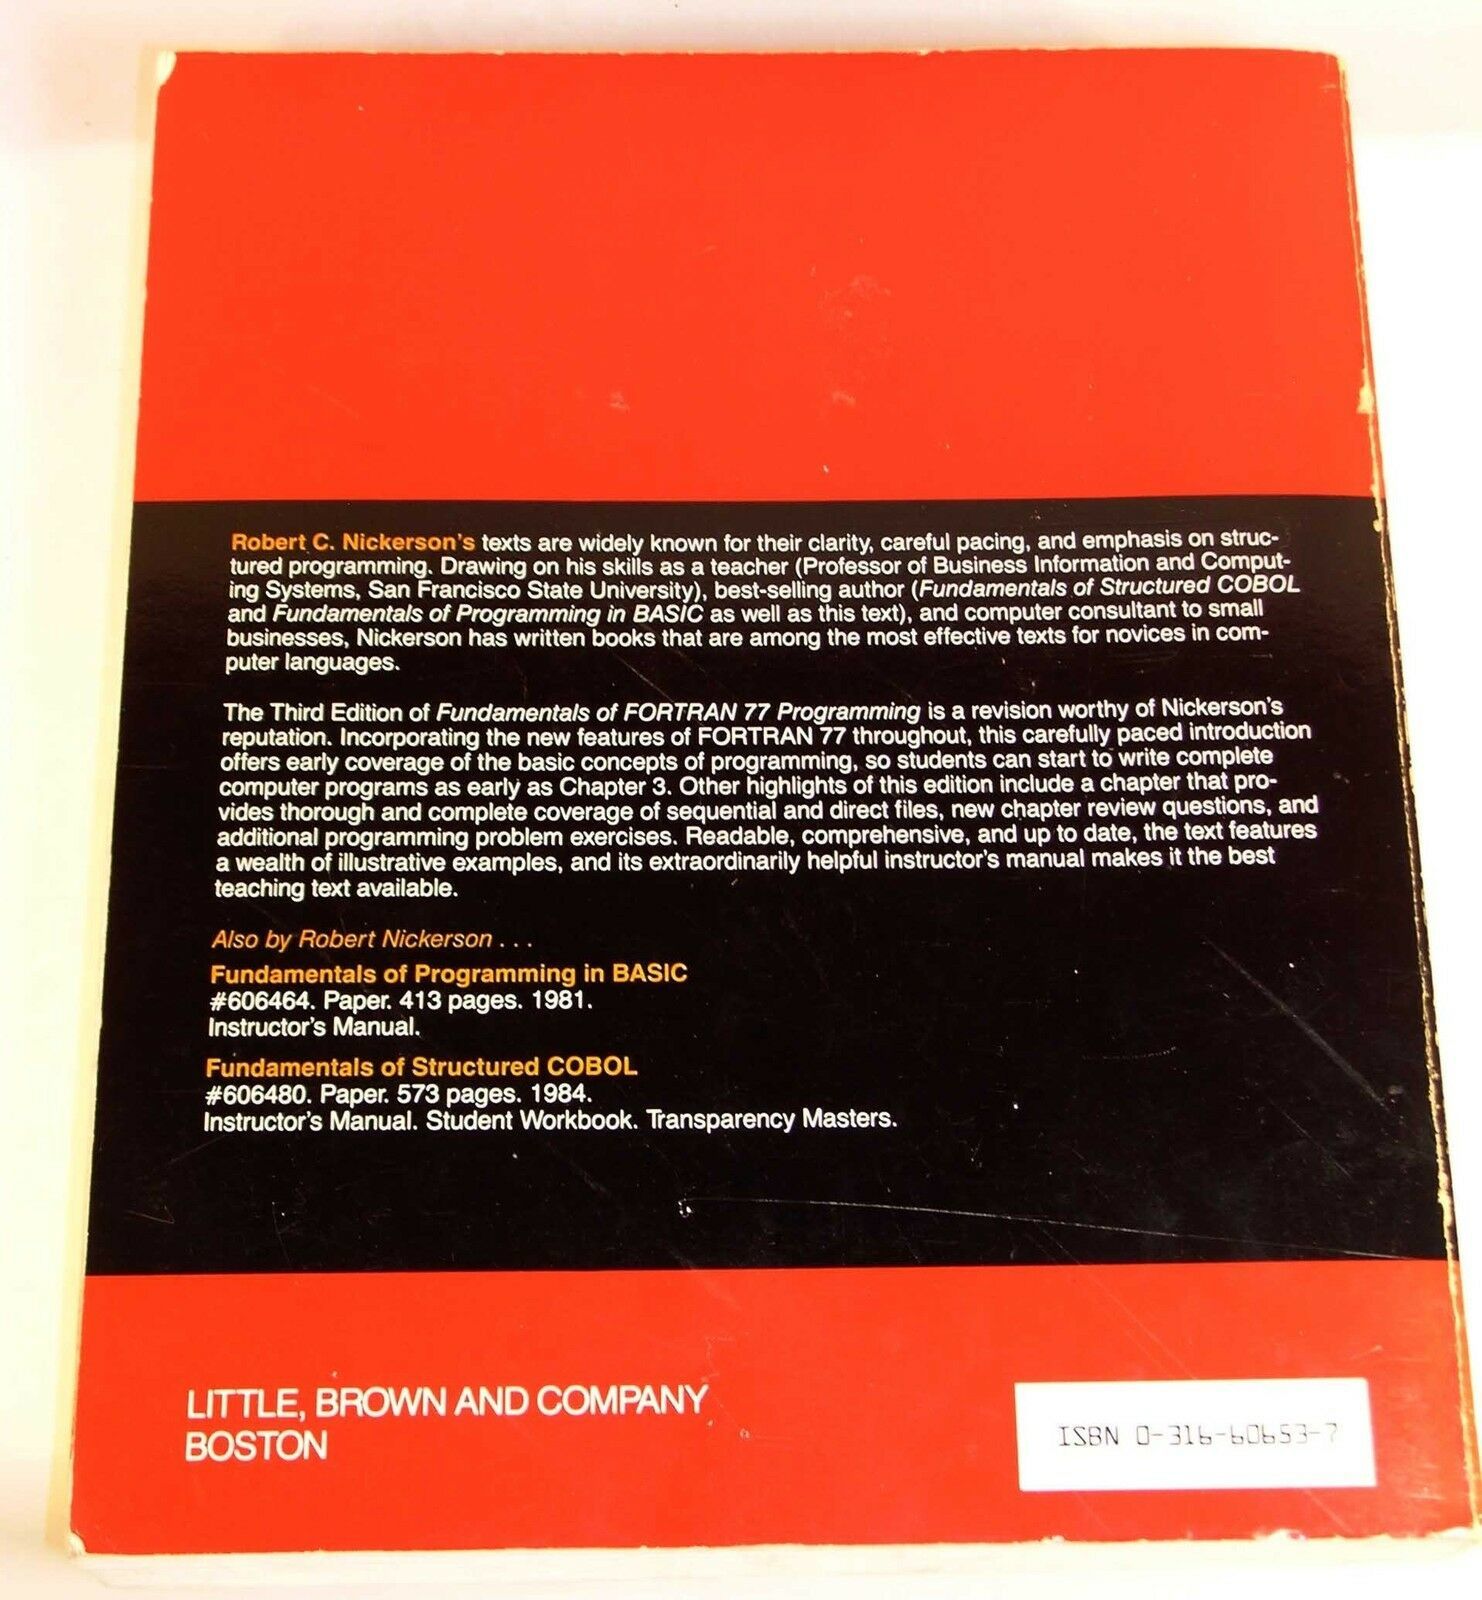 Robert C. Nickerson's texts are widely known for their clarity, careful pacing, and emphasis on struc-
tured programming. Drawing on his skills as a teacher (Professor of Business Information and Comput-
ing Systems, San Francisco State University), best-selling author (Fundamentals of Structured COBOL
and Fundamentals of Programming in BASIC as well as this text), and computer consultant to small
businesses, Nickerson has written books that are among the most effective texts for novices in com-
puter languages.
The Third Edition of Fundamentals of FORTRAN 77 Programming is a revision worthy of Nickerson's
reputation. Incorporating the new features of FORTRAN 77 throughout, this carefully paced introduction
offers early coverage of the basic concepts of programming, so students can start to write complete
computer programs as early as Chapter 3. Other highlights of this edition include a chapter that pro-
vides thorough and complete coverage of sequential and direct files, new chapter review questions, and
additional programming problem exercises. Readable, comprehensive, and up to date, the text features
a wealth of illustrative examples, and its extraordinarily helpful instructor's manual makes it the best
teaching text available.
Also by Robert Nickerson . . .
Fundamentals of Programming in BASIC
#606464. Paper. 413 pages. 1981.
Instructor's Manual.
Fundamentals of Structured COBOL
#606480. Paper. 573 pages. 1984.
Instructor's Manual. Student Workbook. Transparency Masters.
LITTLE, BROWN AND COMPANY
BOSTON
ISBN 0-316-60653-7